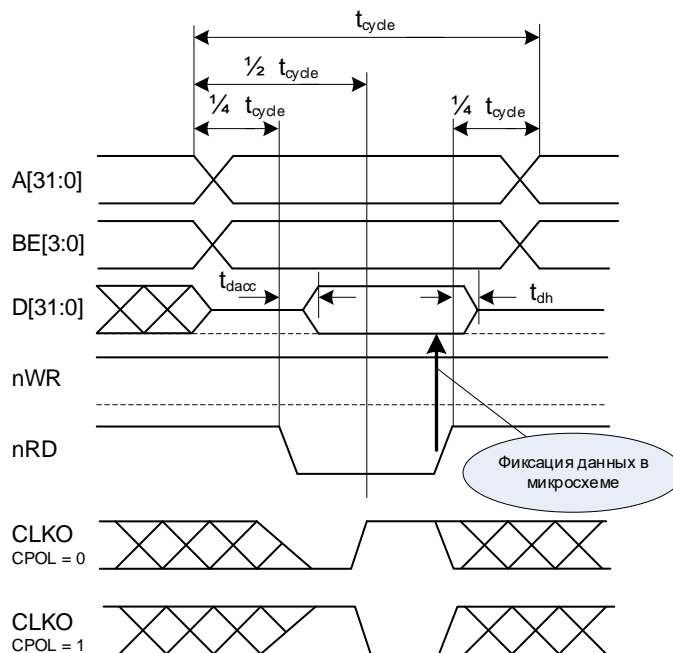 tcycle
½ tcycle
¼ tcycle
¼ tcycle
A[31:0]
BE[3:0]
tdacc
tdh
D[31:0]
nWR
nRD
Фиксация данных в
микросхеме
CLKO
CPOL = 0
CLKO
CPOL = 1